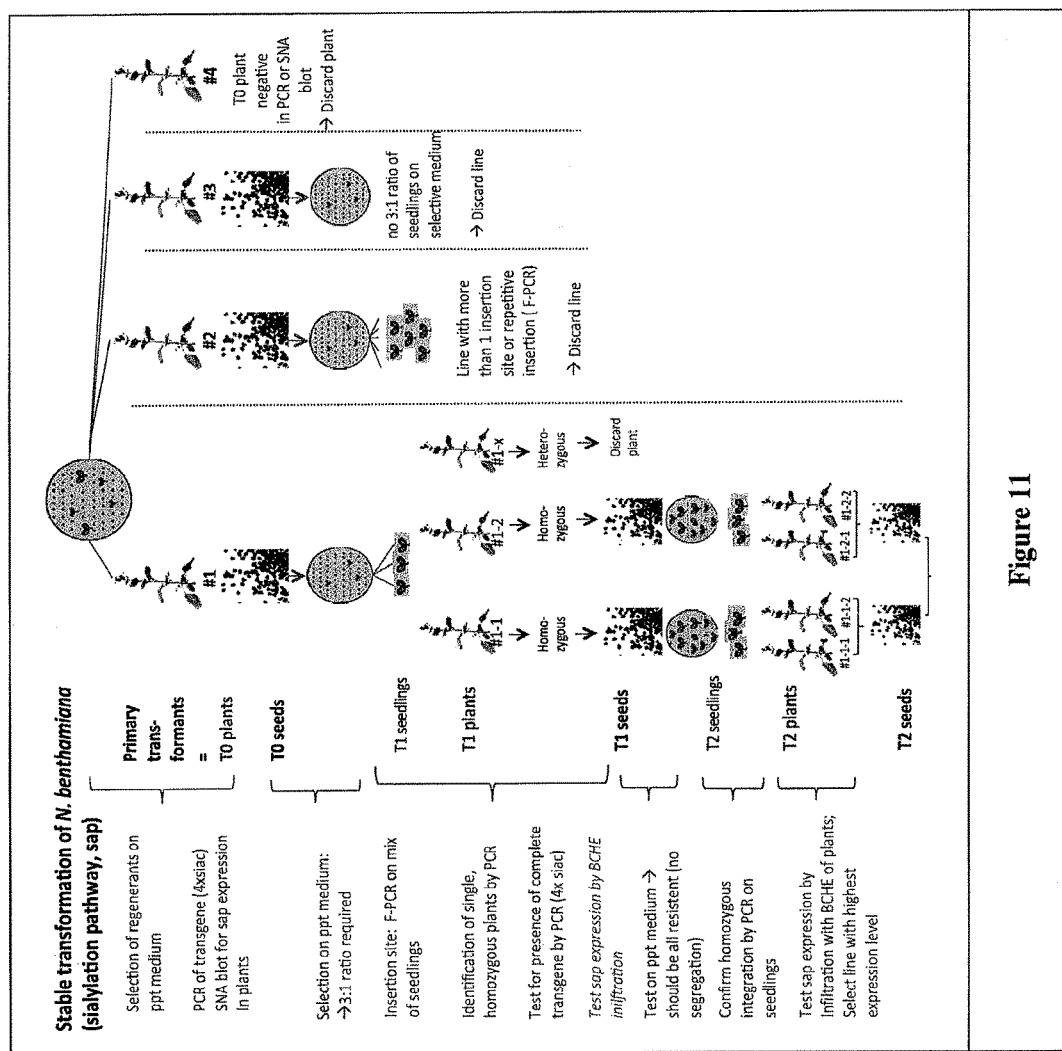 Stable transformation of N. benthamiana
(sialylation pathway, sap)
Selection of regenerants on
ppt medium
PCR of transgene (4xsiac)
SNA blot for sap expression
In plants
Primary
trans-
formants
=
T0 plants
#1
#2
#3
#4
T0 plant
negative
in PCR or SNA
blot
→ Discard plant
T0 seeds
Selection on ppt medium:
→3:1 ratio required
no 3:1 ratio of
seedlings on
selective medium
→ Discard line
T1 seedlings
Insertion site: F-PCR on mix
of seedlings
Line with more
than 1 insertion
site or repetitive
insertion ( F-PCR)
→ Discard line
Identification of single,
homozygous plants by PCR
Test for presence of complete
transgene by PCR (4x siac)
Test sap expression by BCHE
iniilftration
T1 plants
#1-1
#1-2
#1-x
Homo-
zygous
Homo-
zygous
Hetero-
zygous
Discard
plant
T1 seeds
Test on ppt medium →
should be all resistent (no
segregation)
T2 seedlings
Confirm homozygous
integration by PCR on
seedlings
T2 plants
Test sap expression by
Infiltration with BCHE of plants;
Select line with highest
expression level
#1-1-1
#1-1-2
#1-2-1
#1-2-2
T2 seeds
Figure 11